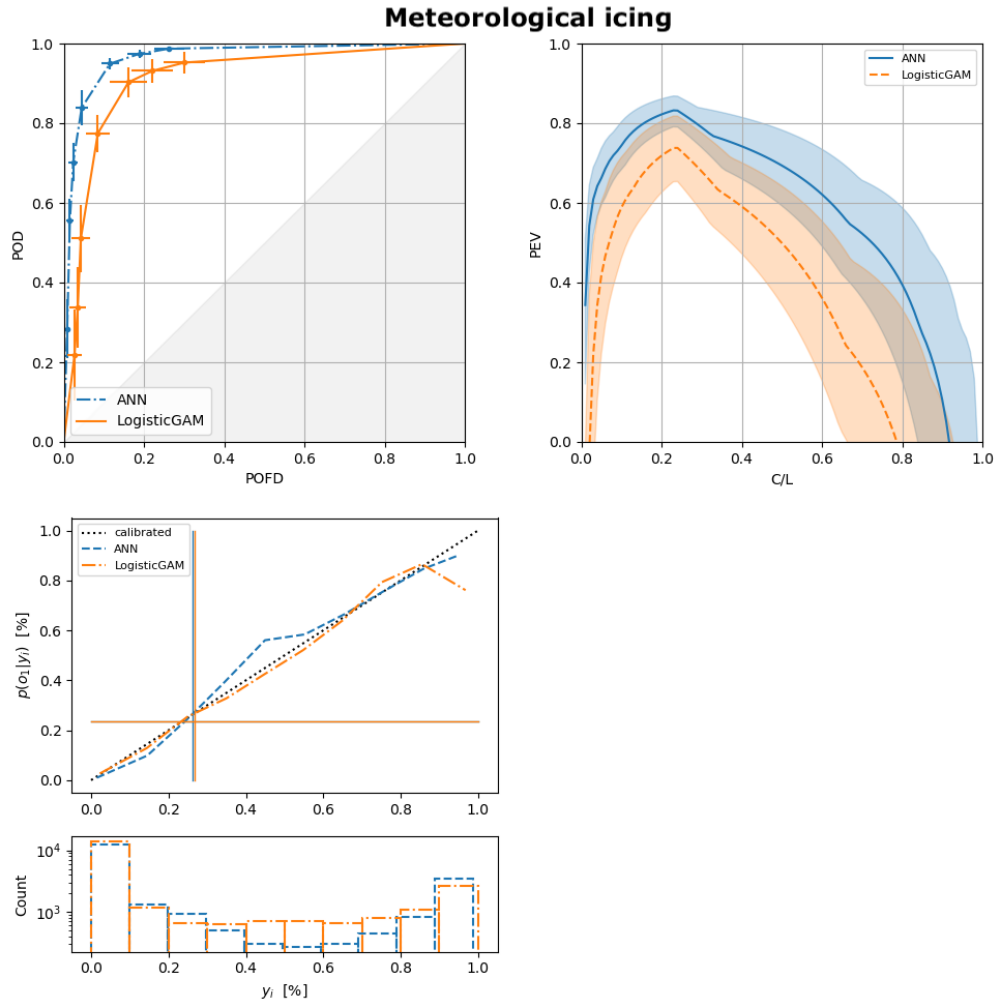 Meteorological icing
1.0
0.8
0.6
0.4
0.2
0.0
POD
ANN
LogisticGAM
0.0 0.2 0.4 0.6 0.8 1.0
POFD
1.0
0.8
0.6
0.4
0.2
0.0
PEV
ANN
LogisticGAM
0.0 0.2 0.4 0.6 0.8 1.0
C/L
1.0
0.8
0.6
0.4
0.2
0.0
p(o₁|yᵢ) [%]
calibrated
ANN
LogisticGAM
0.0 0.2 0.4 0.6 0.8 1.0
10⁴
10³
Count
0.0 0.2 0.4 0.6 0.8 1.0
yᵢ [%]